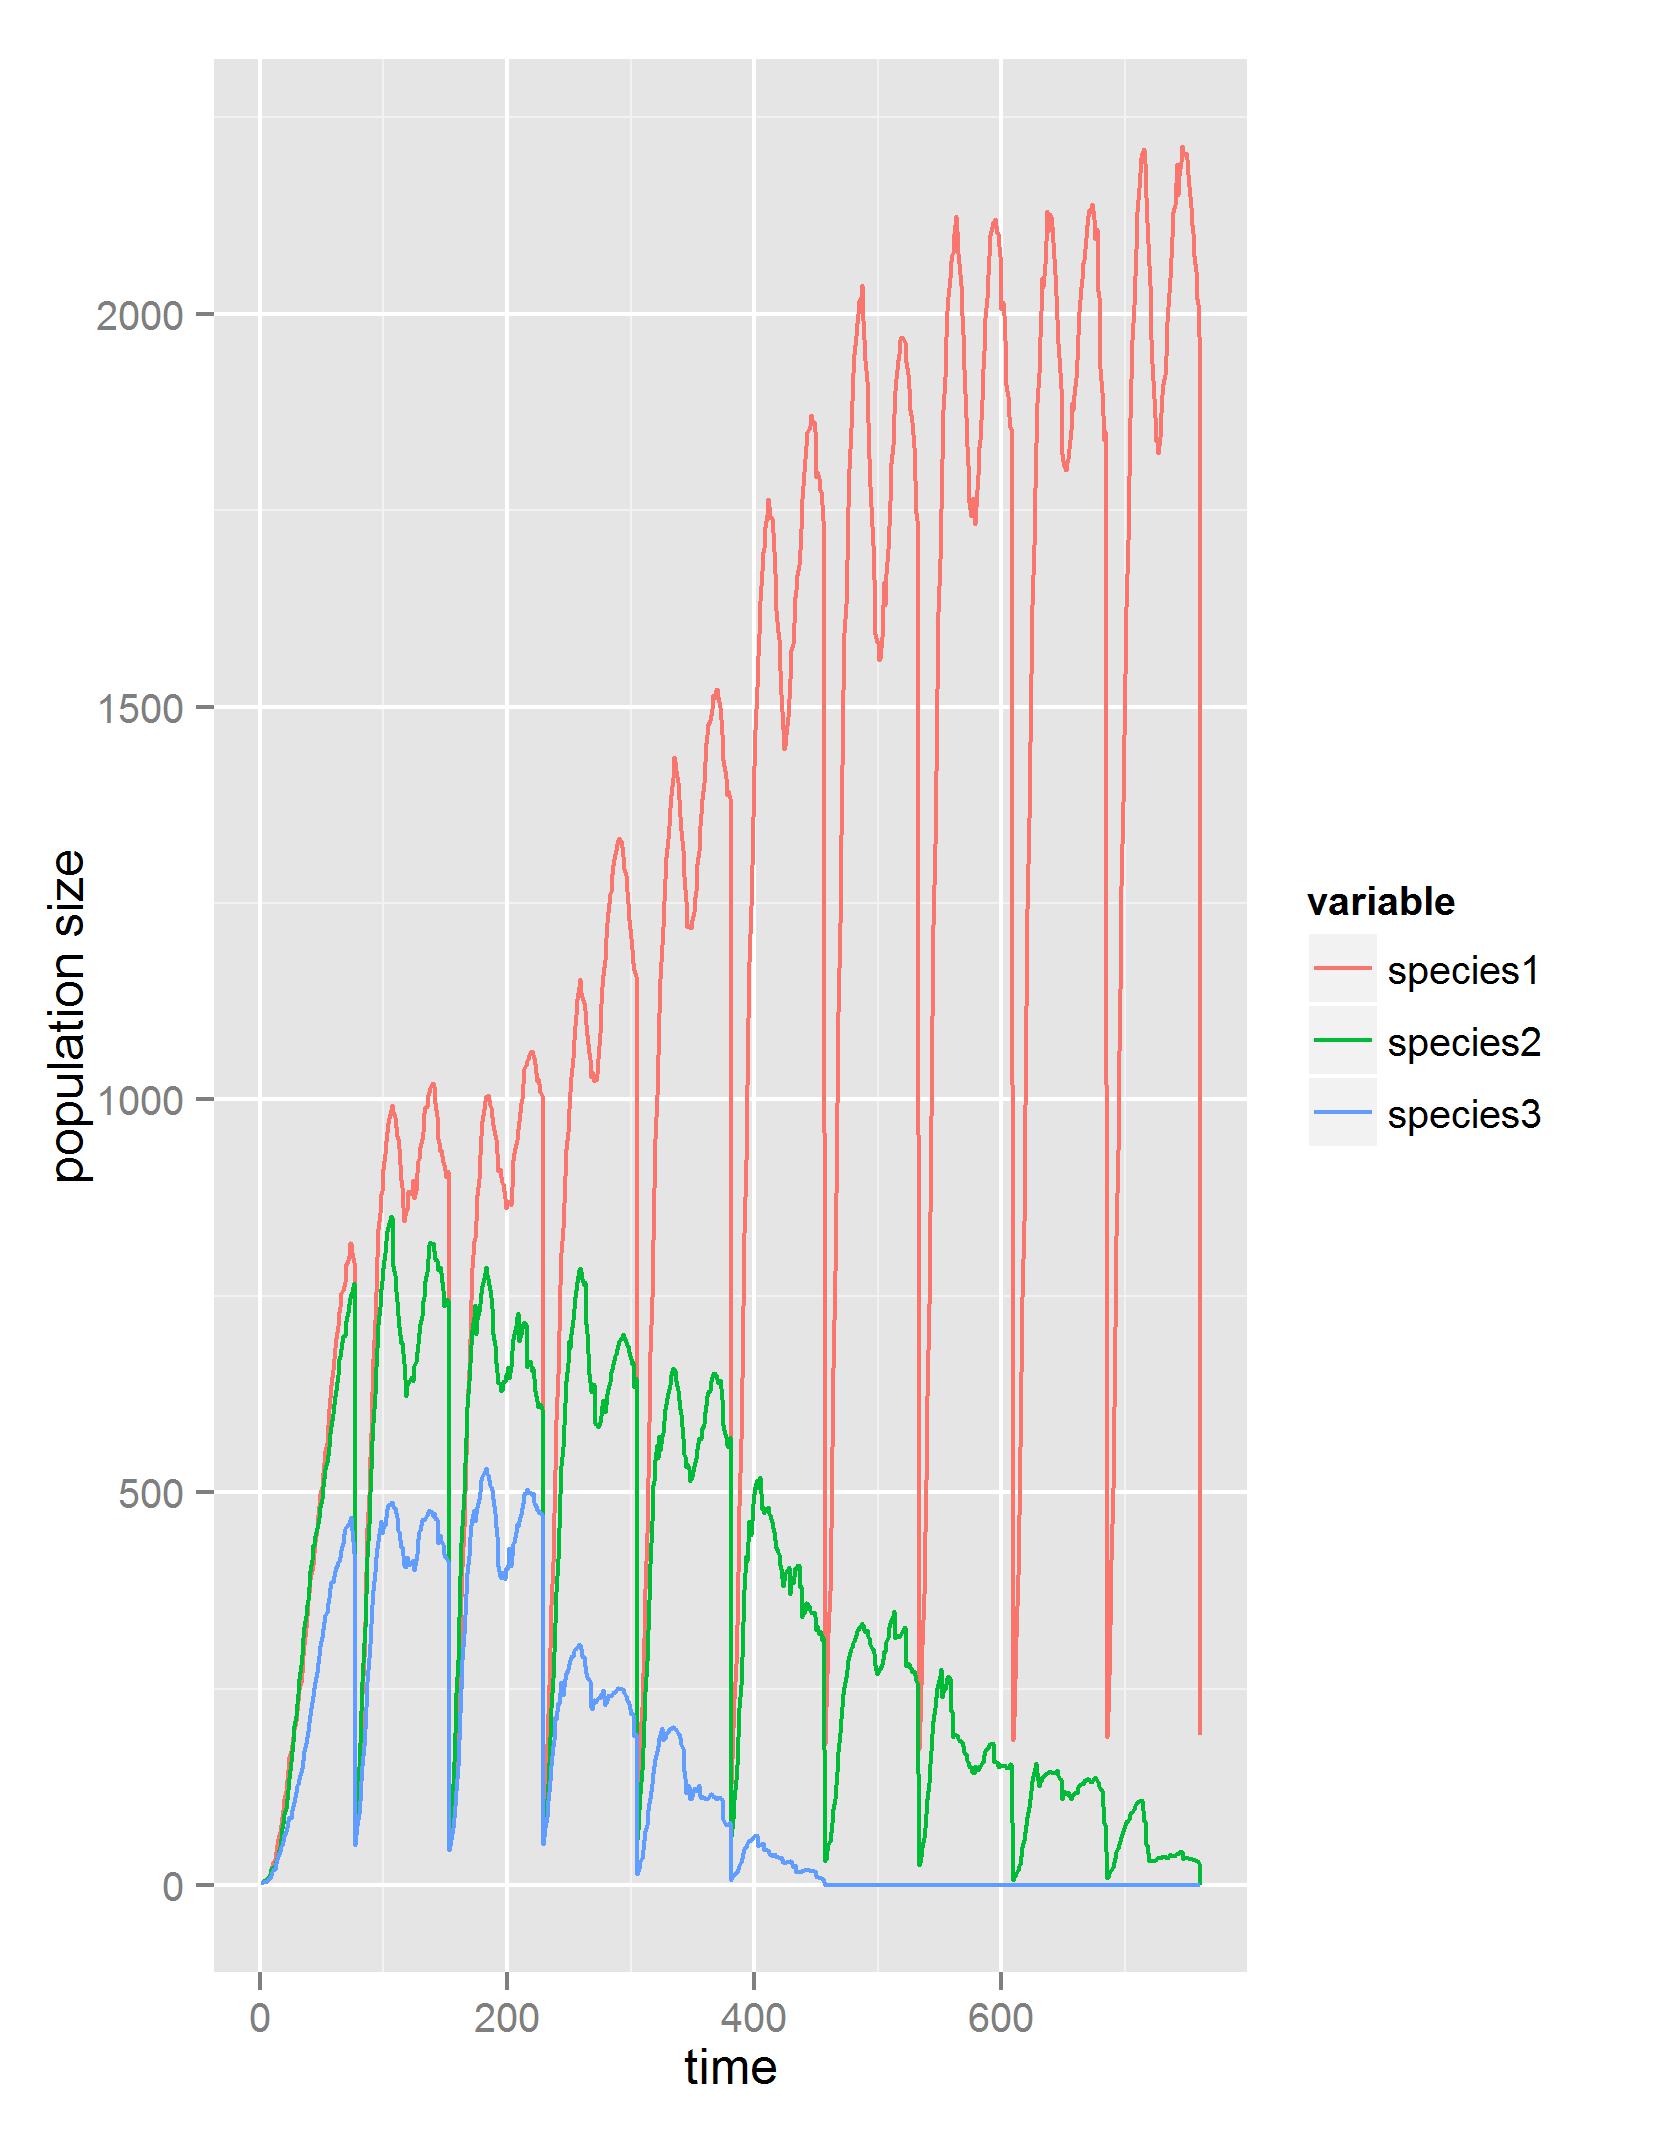 2000
1500
1000
500
0
population size
0 200 400 600
time
variable
species1
species2
species3